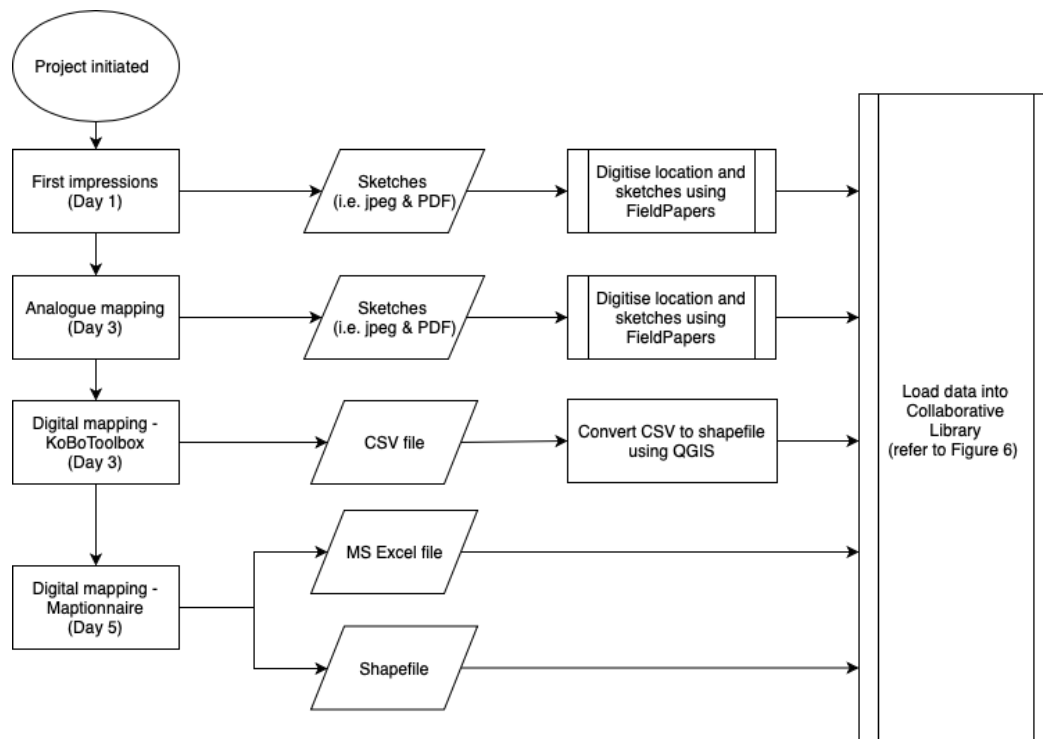 Project initiated
First impressions
(Day 1)
Sketches
(i.e. jpeg & PDF)
Digitise location and
sketches using
FieldPapers
Analogue mapping
(Day 3)
Sketches
(i.e. jpeg & PDF)
Digitise location and
sketches using
FieldPapers
Digital mapping -
KoBoToolbox
(Day 3)
CSV file
Convert CSV to shapefile
using QGIS
Load data into
Collaborative
Library
(refer to Figure 6)
Digital mapping -
Maptionnaire
(Day 5)
MS Excel file
Shapefile